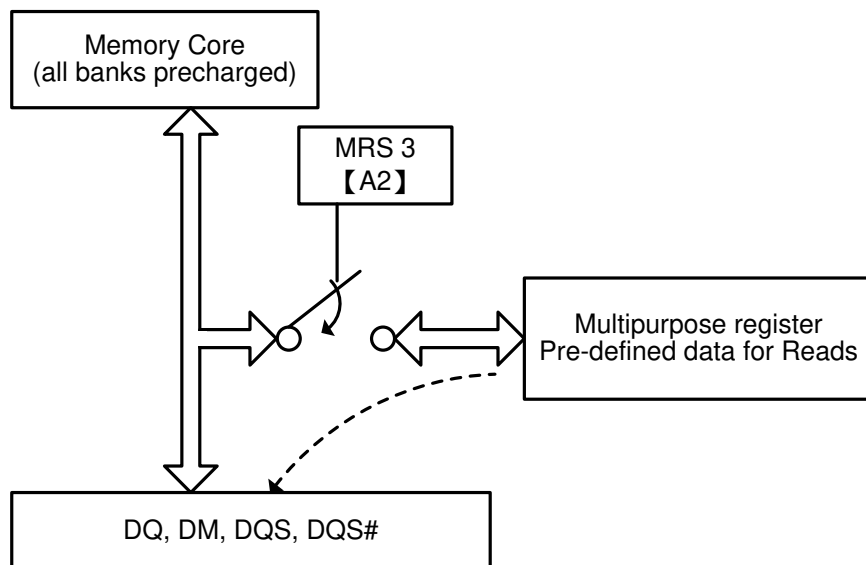 Memory Core
(all banks precharged)
MRS 3
【A2】
Multipurpose register
Pre-defined data for Reads
DQ, DM, DQS, DQS#